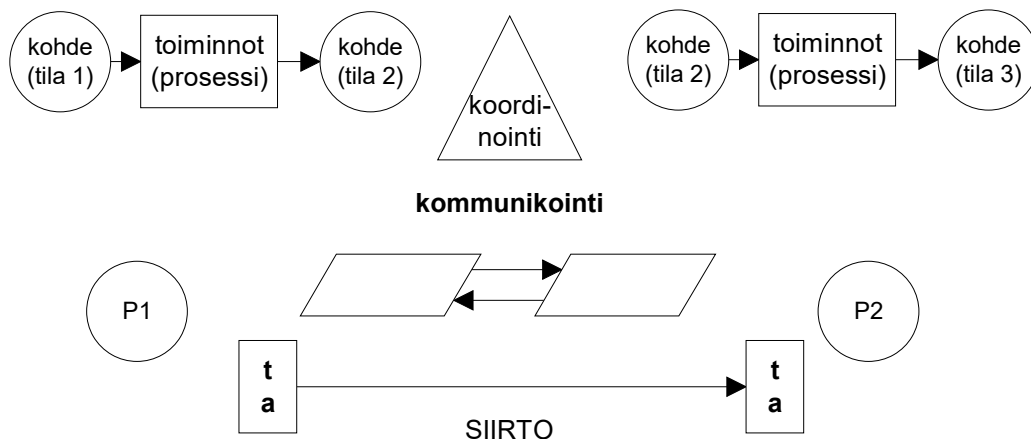 kohde
(tila 1)
toiminnot
(prosessi)
kohde
(tila 2)
koordi-
nointi
kohde
(tila 2)
toiminnot
(prosessi)
kohde
(tila 3)
kommunikointi
P1
P2
t
a
t
a
SIIRTO